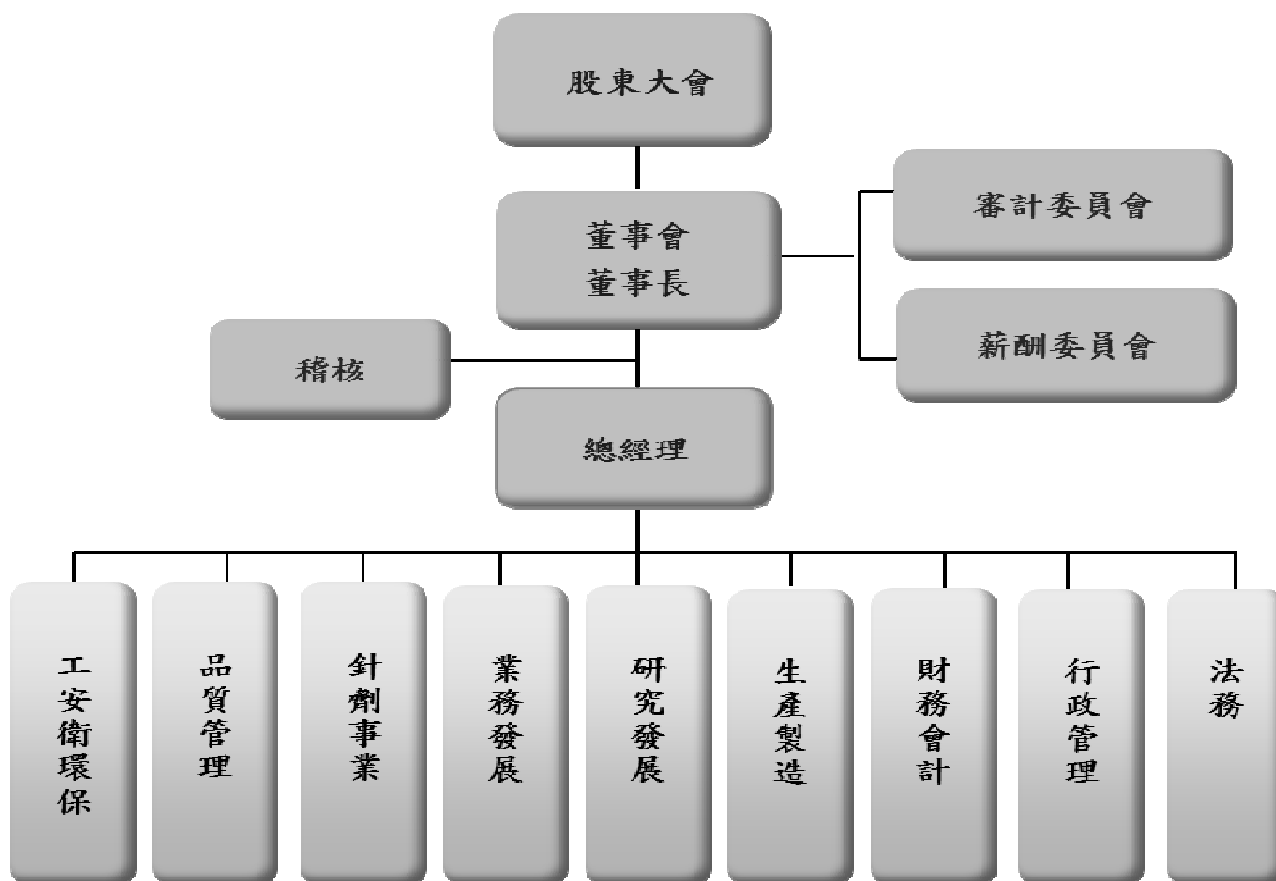 股東大會
董事會
董事長
審計委員會
薪酬委員會
稽核
總經理
工安衛環保
品質管理
針劑事業
業務發展
研究發展
生產製造
財務會計
行政管理
法務